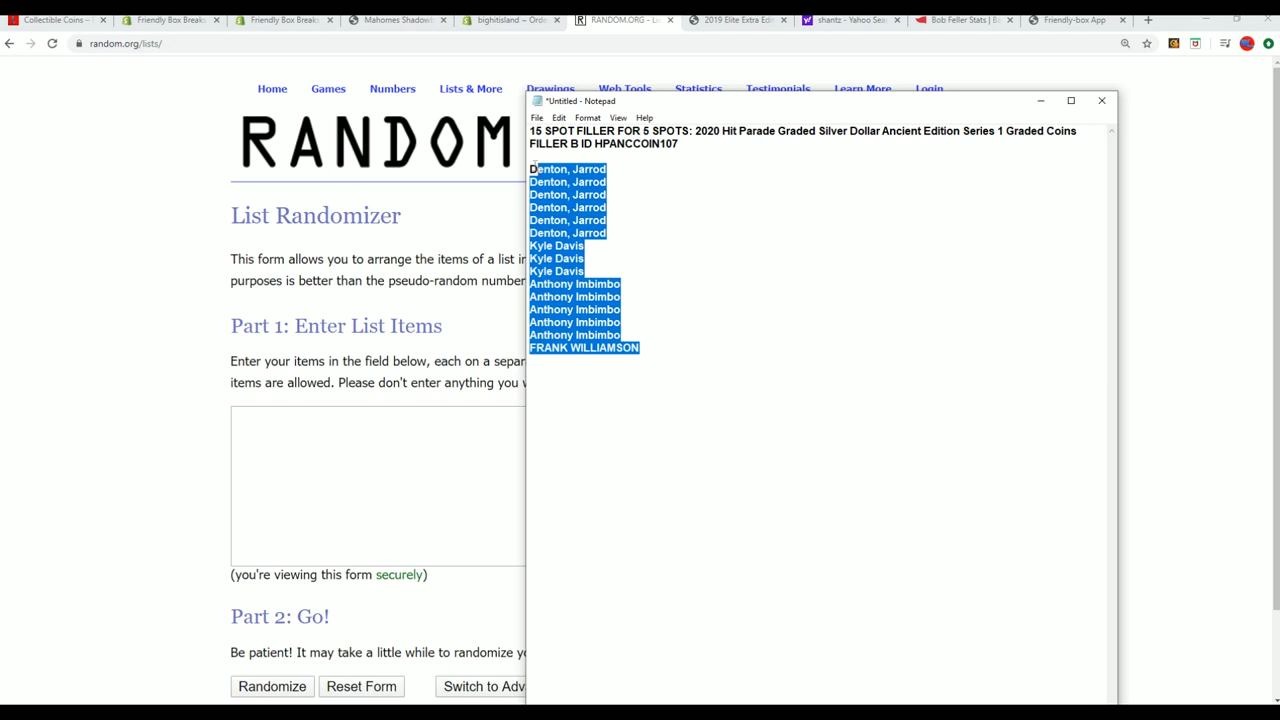 Collectible Coins –
Friendly Box Breaks
Friendly Box Breaks
Mahomes Shadow
bighitisland – Orde
RANDOM.ORG - Li
2019 Elite Extra Edi
shantz - Yahoo Sea
Bob Feller Stats | Ba
Friendly-box App
random.org/lists/
Home Games Numbers Lists & More Drawings Web Tools Statistics Testimonials Learn More Login
RANDOM
List Randomizer
This form allows you to arrange the items of a list in
purposes is better than the pseudo-random number
Part 1: Enter List Items
Enter your items in the field below, each on a separ
items are allowed. Please don't enter anything you
(you're viewing this form securely)
Part 2: Go!
Be patient! It may take a little while to randomize yo
Randomize Reset Form Switch to Adv
*Untitled - Notepad
File Edit Format View Help
15 SPOT FILLER FOR 5 SPOTS: 2020 Hit Parade Graded Silver Dollar Ancient Edition Series 1 Graded Coins
FILLER B ID HPANCCOIN107
Denton, Jarrod
Denton, Jarrod
Denton, Jarrod
Denton, Jarrod
Denton, Jarrod
Denton, Jarrod
Kyle Davis
Kyle Davis
Kyle Davis
Anthony Imbimbo
Anthony Imbimbo
Anthony Imbimbo
Anthony Imbimbo
Anthony Imbimbo
FRANK WILLIAMSON